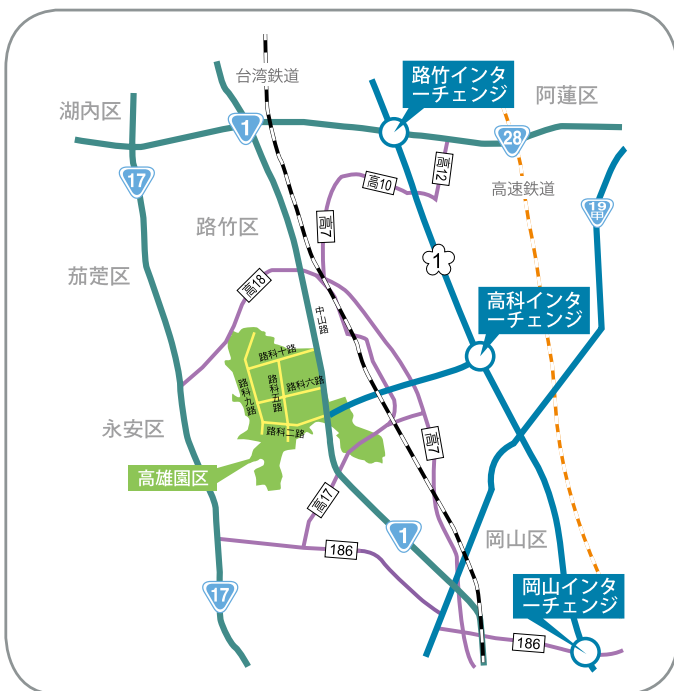 台湾鉄道
路竹インタ
ーチェンジ
阿蓮区
湖內区
1
28
17
高12
高10
高速鉄道
19
甲
高7
路竹区
1
茄萣区
高18
高科インタ
ーチェンジ
中山路
路科十路
路科五路
路科六路
路科九路
路科二路
永安区
高7
高雄園区
高17
1
岡山区
186
岡山インタ
ーチェンジ
17
186